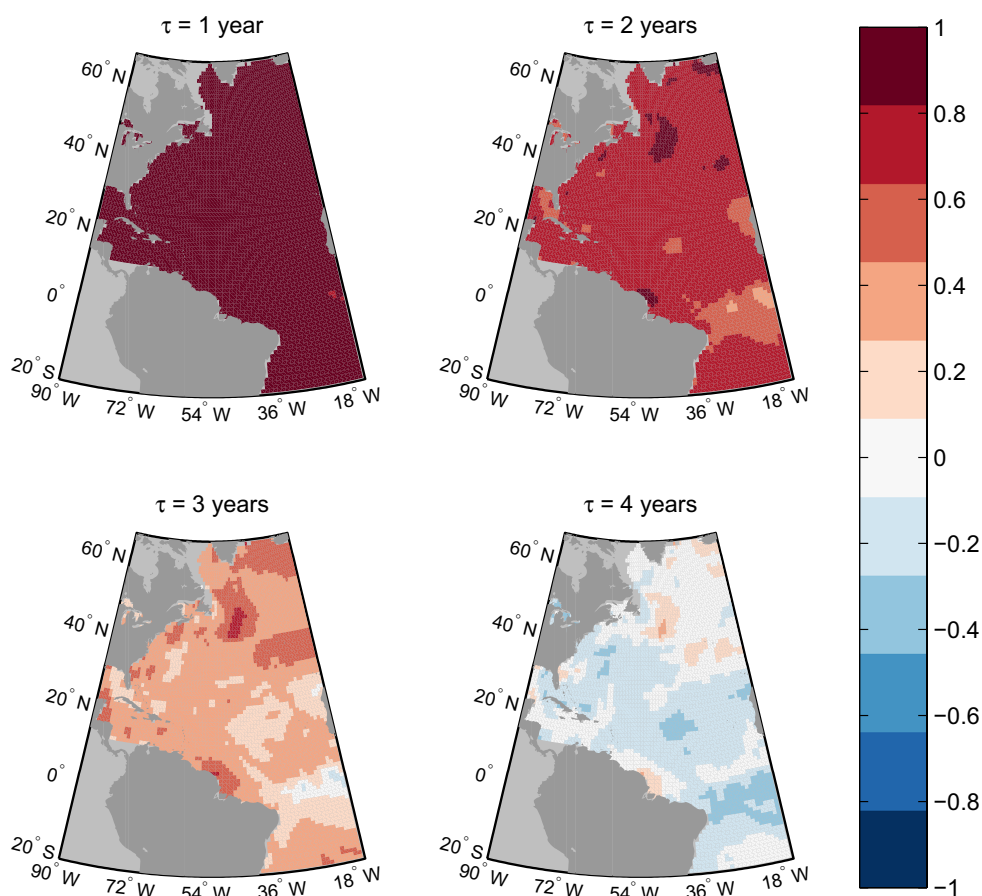 τ = 1 year
60° N
40° N
20° N
0°
20° S
90° W
72° W
54° W
36° W
18° W
τ = 2 years
60° N
40° N
20° N
0°
20° S
90° W
72° W
54° W
36° W
18° W
τ = 3 years
60° N
40° N
20° N
0°
20° S
90° W
72° W
54° W
36° W
18° W
τ = 4 years
60° N
40° N
20° N
0°
20° S
90° W
72° W
54° W
36° W
18° W
1
0.8
0.6
0.4
0.2
0
−0.2
−0.4
−0.6
−0.8
−1